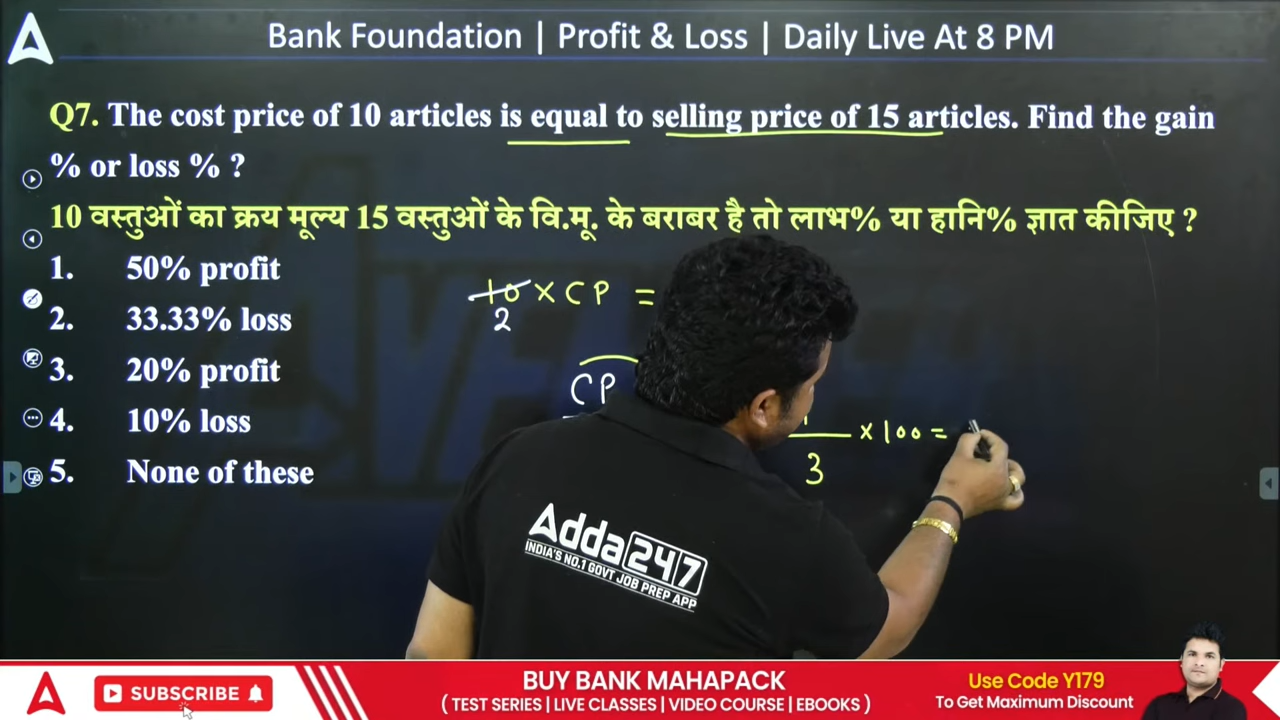 Bank Foundation | Profit & Loss | Daily Live At 8 PM
Q7. The cost price of 10 articles is equal to selling price of 15 articles. Find the gain
% or loss % ?
10 वस्तुओं का क्रय मूल्य 15 वस्तुओं के वि.मू. के बराबर है तो लाभ% या हानि% ज्ञात कीजिए ?
1. 50% profit
2. 33.33% loss
3. 20% profit
4. 10% loss
5. None of these
10 × CP =
2
CP
× 100 =
3
Adda247
INDIA'S NO.1 GOVT JOB PREP APP
SUBSCRIBE
BUY BANK MAHAPACK
( TEST SERIES | LIVE CLASSES | VIDEO COURSE | EBOOKS )
Use Code Y179
To Get Maximum Discount